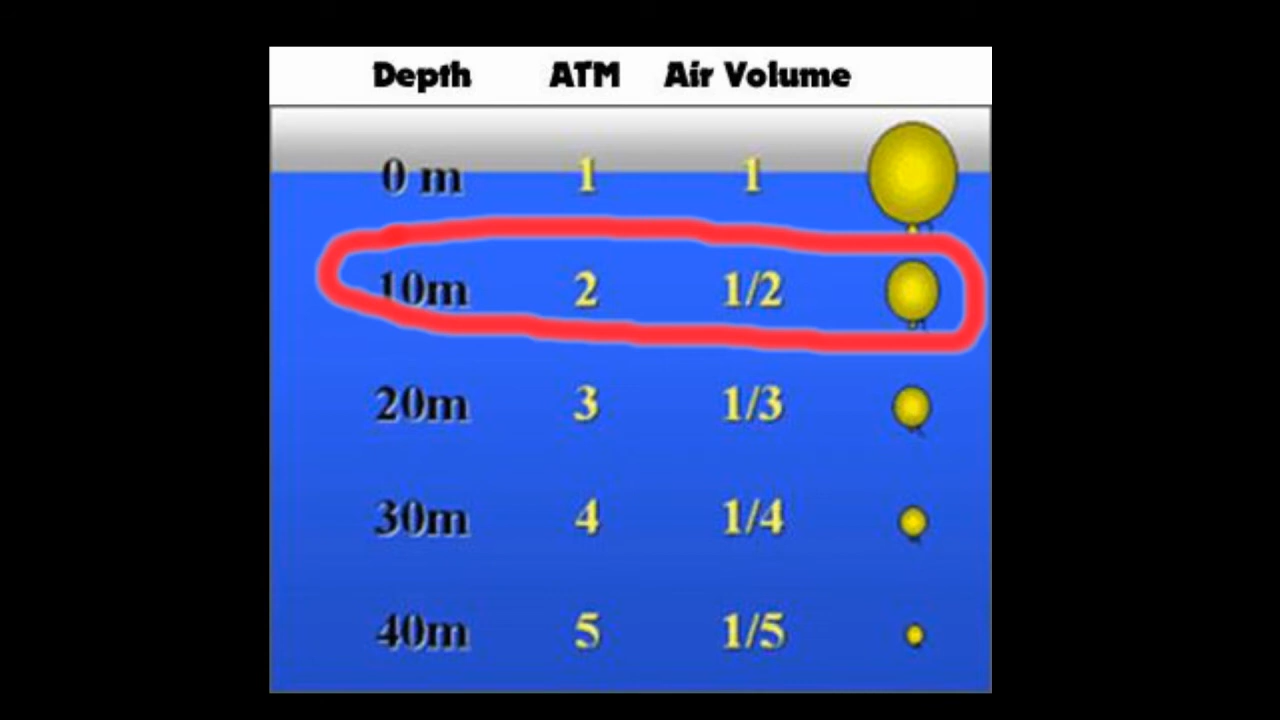 Depth ATM Air Volume
0 m 1 1
10m 2 1/2
20m 3 1/3
30m 4 1/4
40m 5 1/5